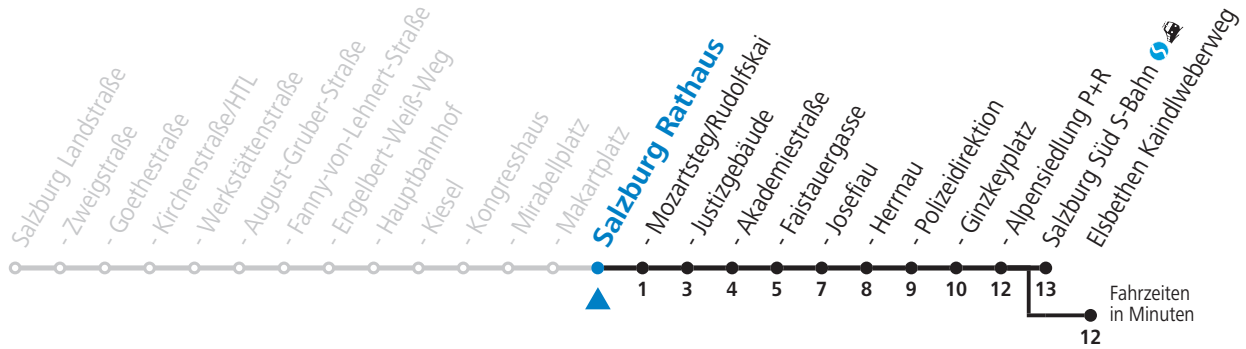 Salzburg Landstraße
- Zweigstraße
- Goethestraße
- Kirchenstraße/HTL
- Werkstättenstraße
- August-Gruber-Straße
- Fanny-von-Lehnert-Straße
- Engelbert-Weiß-Weg
- Hauptbahnhof
- Kiesel
- Kongresshaus
- Mirabellplatz
- Makartplatz
Salzburg Rathaus
- Mozartsteg/Rudolfskai
- Justizgebäude
- Akademiestraße
- Faistauergasse
- Josefiau
- Herrnau
- Polizeidirektion
- Ginzkeyplatz
- Alpensiedlung P+R
Salzburg Süd S-Bahn
Elsbethen Kaindlweberweg
1 3 4 5 7 8 9 10 12 13
Fahrzeiten
in Minuten
12